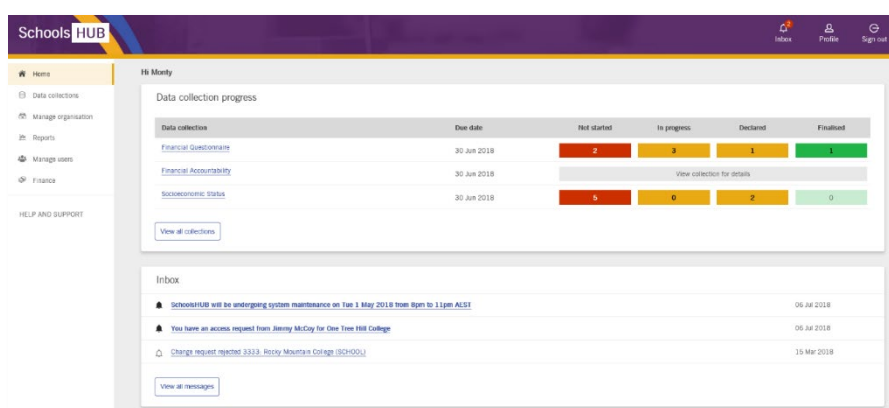 Schools HUB
2
Inbox
Profile
Sign out
Home
Data collections
Manage organisation
Reports
Manage users
Finance
HELP AND SUPPORT
Hi Monty
Data collection progress
Data collection Due date Not started In progress Declared Finalised
Financial Questionnaire 30 Jun 2018 2 3 1 1
Financial Accountability 30 Jun 2018 View collection for details
Socioeconomic Status 30 Jun 2018 5 0 2 0
View all collections
Inbox
SchoolsHUB will be undergoing system maintenance on Tue 1 May 2018 from 8pm to 11pm AEST 06 Jul 2018
You have an access request from Jimmy McCoy for One Tree Hill College 06 Jul 2018
Change request rejected 3333: Rocky Mountain College (SCHOOL) 15 Mar 2018
View all messages